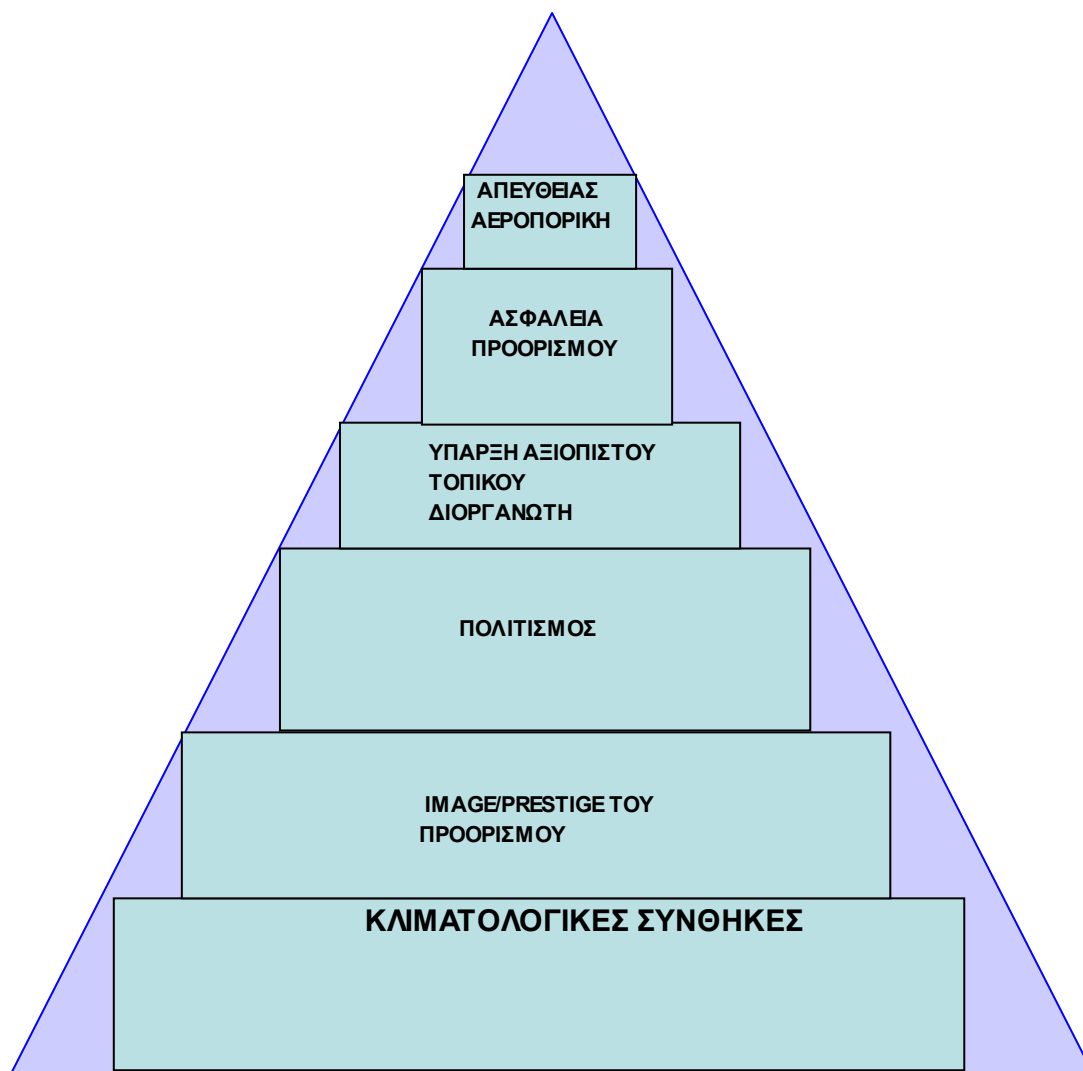 ΑΠΕΥΘΕΙΑΣ
ΑΕΡΟΠΟΡΙΚΗ
ΑΣΦΑΛΕΙΑ
ΠΡΟΟΡΙΣΜΟΥ
ΥΠΑΡΞΗ ΑΞΙΟΠΙΣΤΟΥ
ΤΟΠΙΚΟΥ
ΔΙΟΡΓΑΝΩΤΗ
ΠΟΛΙΤΙΣΜΟΣ
IMAGE/PRESTIGE ΤΟΥ
ΠΡΟΟΡΙΣΜΟΥ
ΚΛΙΜΑΤΟΛΟΓΙΚΕΣ ΣΥΝΘΗΚΕΣ